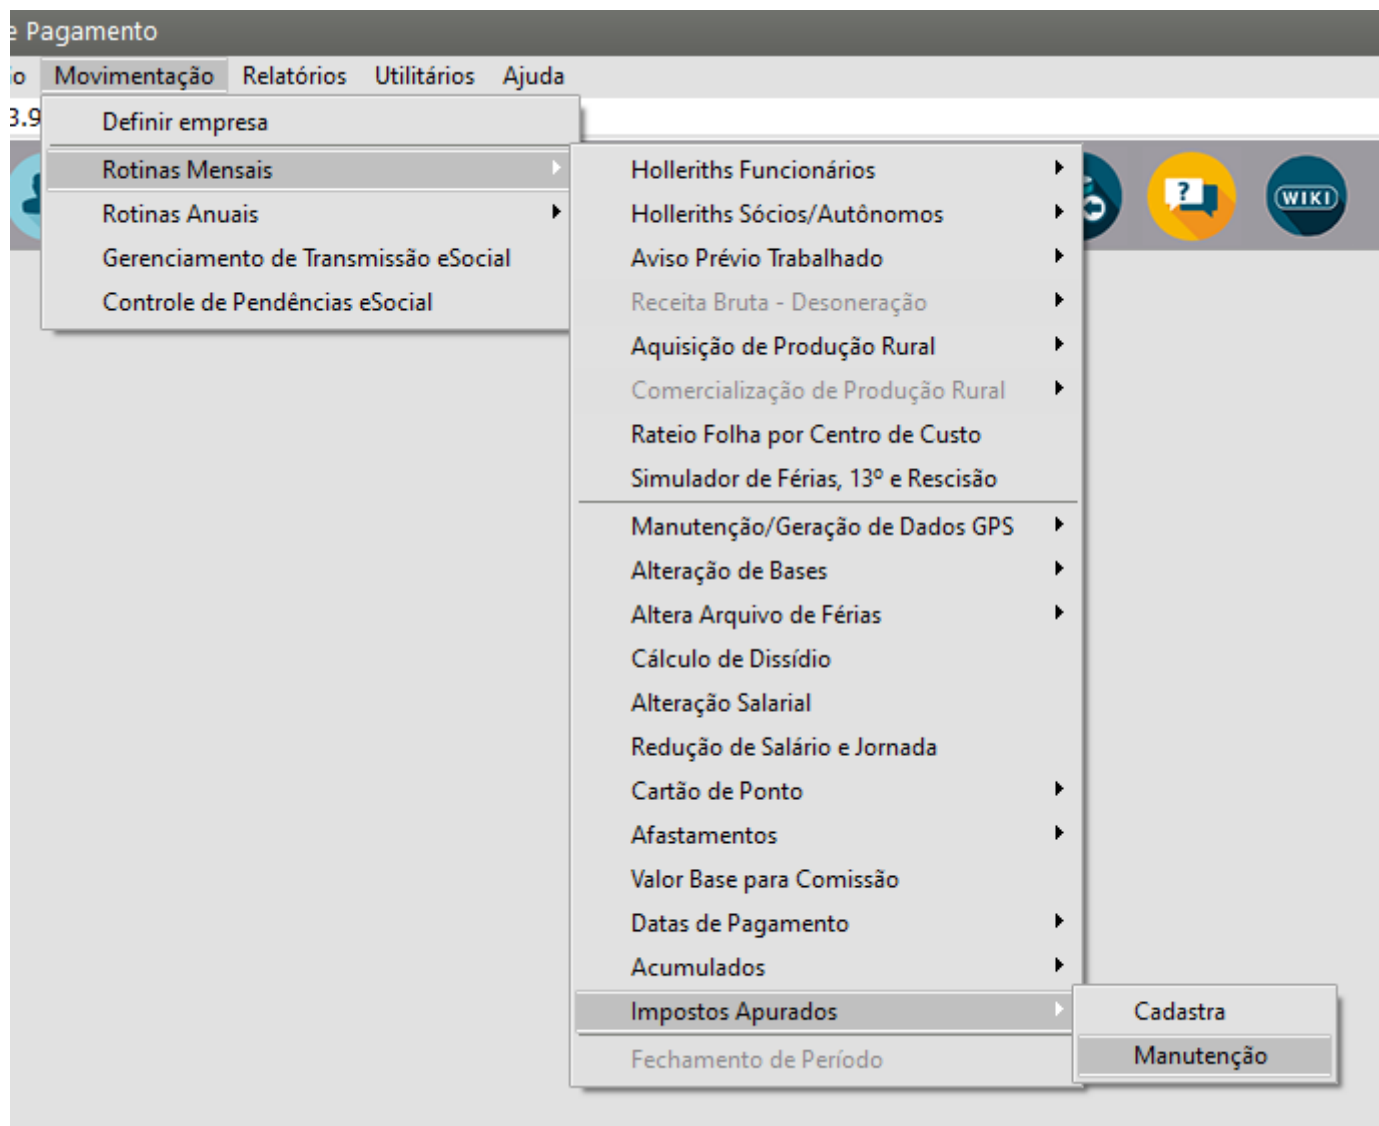 e Pagamento
io Movimentação Relatórios Utilitários Ajuda
3.9
Definir empresa
Rotinas Mensais
Rotinas Anuais
Gerenciamento de Transmissão eSocial
Controle de Pendências eSocial
Holleriths Funcionários
Holleriths Sócios/Autônomos
Aviso Prévio Trabalhado
Receita Bruta - Desoneração
Aquisição de Produção Rural
Comercialização de Produção Rural
Rateio Folha por Centro de Custo
Simulador de Férias, 13º e Rescisão
Manutenção/Geração de Dados GPS
Alteração de Bases
Altera Arquivo de Férias
Cálculo de Dissídio
Alteração Salarial
Redução de Salário e Jornada
Cartão de Ponto
Afastamentos
Valor Base para Comissão
Datas de Pagamento
Acumulados
Impostos Apurados
Fechamento de Período
Cadastra
Manutenção
?
WIKI